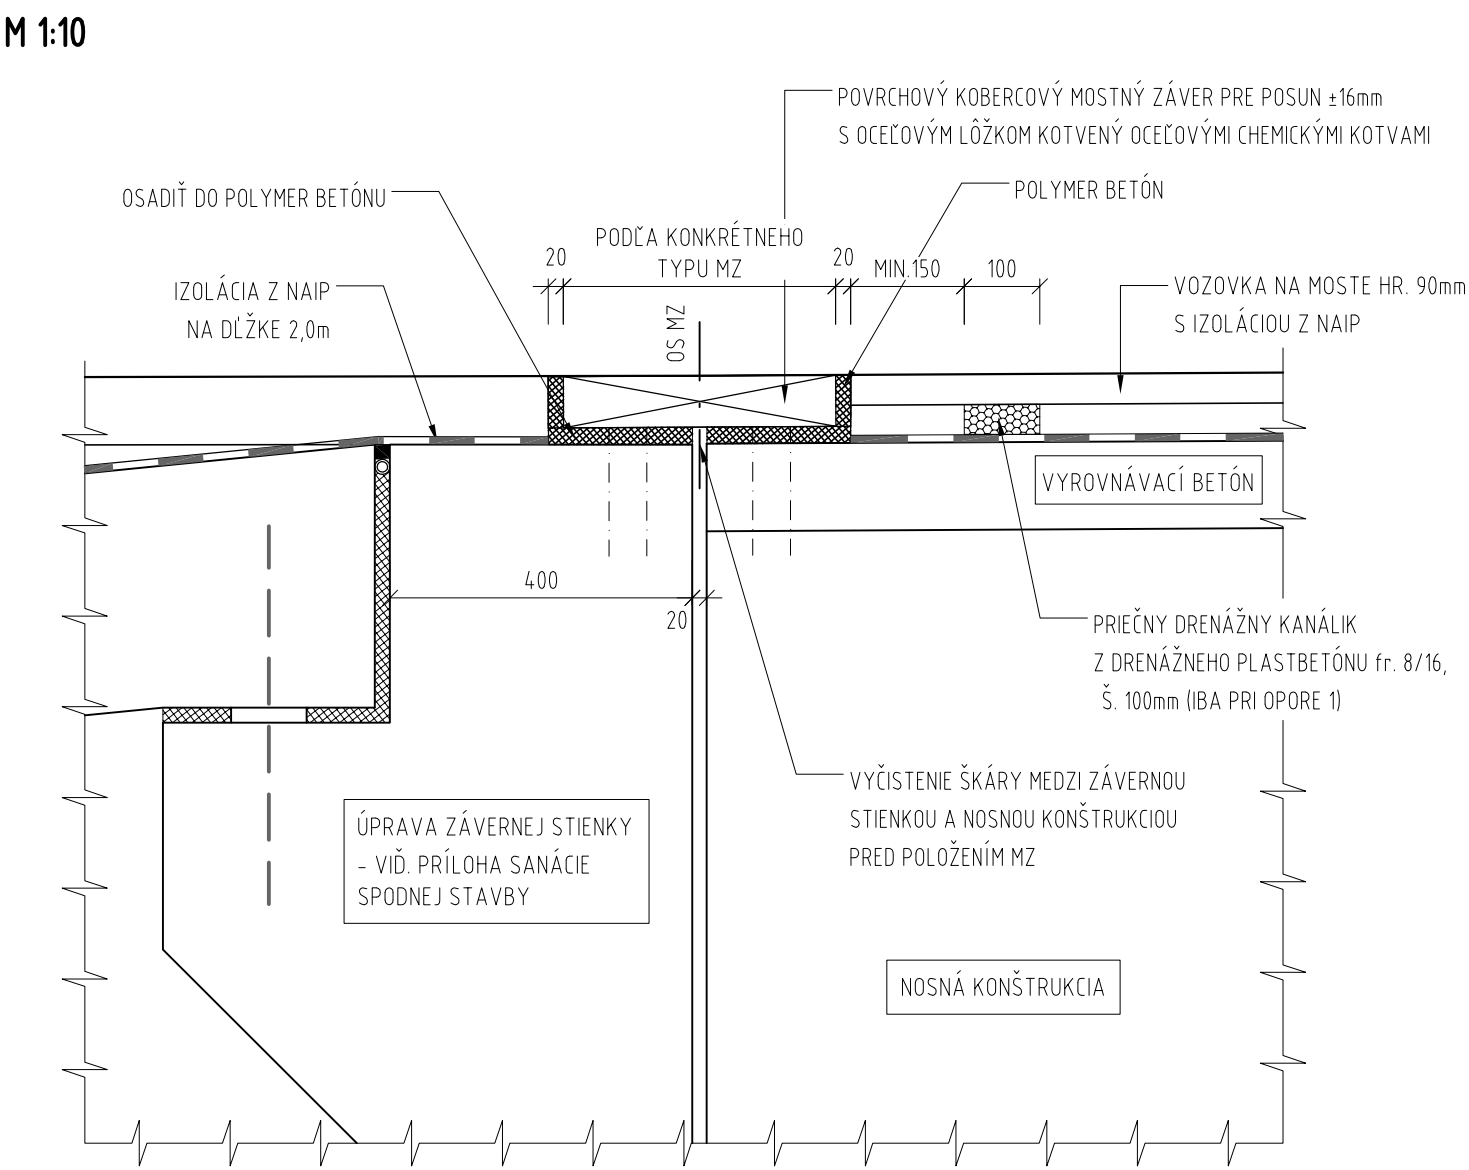 M 1:10
POVRCHOVÝ KOBERCOVÝ MOSTNÝ ZÁVER PRE POSUN ±16mm
S OCEĽOVÝM LÔŽKOM KOTVENÝ OCEĽOVÝMI CHEMICKÝMI KOTVAMI
OSADIŤ DO POLYMER BETÓNU
POLYMER BETÓN
PODĽA KONKRÉTNEHO
TYPU MZ
20
20
MIN.150
100
IZOLÁCIA Z NAIP
NA DĹŽKE 2,0m
OS MZ
VOZOVKA NA MOSTE HR. 90mm
S IZOLÁCIOU Z NAIP
VYROVNÁVACÍ BETÓN
400
20
PRIEČNY DRENÁŽNY KANÁLIK
Z DRENÁŽNEHO PLASTBETÓNU fr. 8/16,
Š. 100mm (IBA PRI OPORE 1)
VYČISTENIE ŠKÁRY MEDZI ZÁVERNOU
STIENKOU A NOSNOU KONŠTRUKCIOU
PRED POLOŽENÍM MZ
ÚPRAVA ZÁVERNEJ STIENKY
- VIĎ. PRÍLOHA SANÁCIE
SPODNEJ STAVBY
NOSNÁ KONŠTRUKCIA